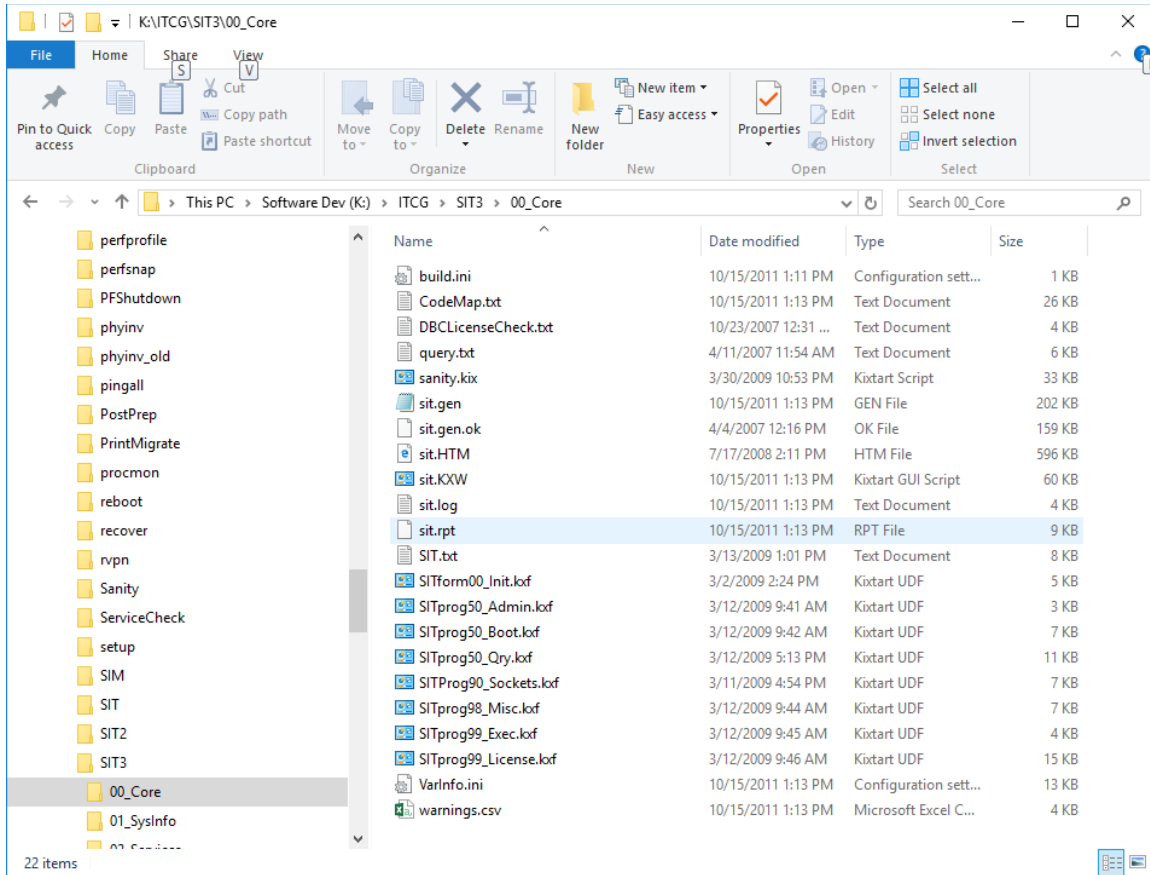 K:\ITCG\SIT3\00_Core
File Home Share View
S V
Pin to Quick access
Copy
Paste
Cut
Copy path
Paste shortcut
Clipboard
Move to
Copy to
Delete
Rename
Organize
New folder
New item
Easy access
New
Properties
Open
Edit
History
Open
Select all
Select none
Invert selection
Select
This PC > Software Dev (K:) > ITCG > SIT3 > 00_Core
Search 00_Core
perfprofile
perfsnap
PFShutdown
phyinv
phyinv_old
pingall
PostPrep
PrintMigrate
procmon
reboot
recover
rvpn
Sanity
ServiceCheck
setup
SIM
SIT
SIT2
SIT3
00_Core
01_SysInfo
Name Date modified Type Size
build.ini 10/15/2011 1:11 PM Configuration sett... 1 KB
CodeMap.txt 10/15/2011 1:13 PM Text Document 26 KB
DBCLicenseCheck.txt 10/23/2007 12:31 ... Text Document 4 KB
query.txt 4/11/2007 11:54 AM Text Document 6 KB
sanity.kix 3/30/2009 10:53 PM Kixtart Script 33 KB
sit.gen 10/15/2011 1:13 PM GEN File 202 KB
sit.gen.ok 4/4/2007 12:16 PM OK File 159 KB
sit.HTM 7/17/2008 2:11 PM HTM File 596 KB
sit.KXW 10/15/2011 1:13 PM Kixtart GUI Script 60 KB
sit.log 10/15/2011 1:13 PM Text Document 4 KB
sit.rpt 10/15/2011 1:13 PM RPT File 9 KB
SIT.txt 3/13/2009 1:01 PM Text Document 8 KB
SITform00_Init.kxf 3/2/2009 2:24 PM Kixtart UDF 5 KB
SITprog50_Admin.kxf 3/12/2009 9:41 AM Kixtart UDF 3 KB
SITprog50_Boot.kxf 3/12/2009 9:42 AM Kixtart UDF 7 KB
SITprog50_Qry.kxf 3/12/2009 5:13 PM Kixtart UDF 11 KB
SITProg90_Sockets.kxf 3/11/2009 4:54 PM Kixtart UDF 7 KB
SITprog98_Misc.kxf 3/12/2009 9:44 AM Kixtart UDF 7 KB
SITprog99_Exec.kxf 3/12/2009 9:45 AM Kixtart UDF 4 KB
SITprog99_License.kxf 3/12/2009 9:46 AM Kixtart UDF 15 KB
VarInfo.ini 10/15/2011 1:13 PM Configuration sett... 13 KB
warnings.csv 10/15/2011 1:13 PM Microsoft Excel C... 4 KB
22 items